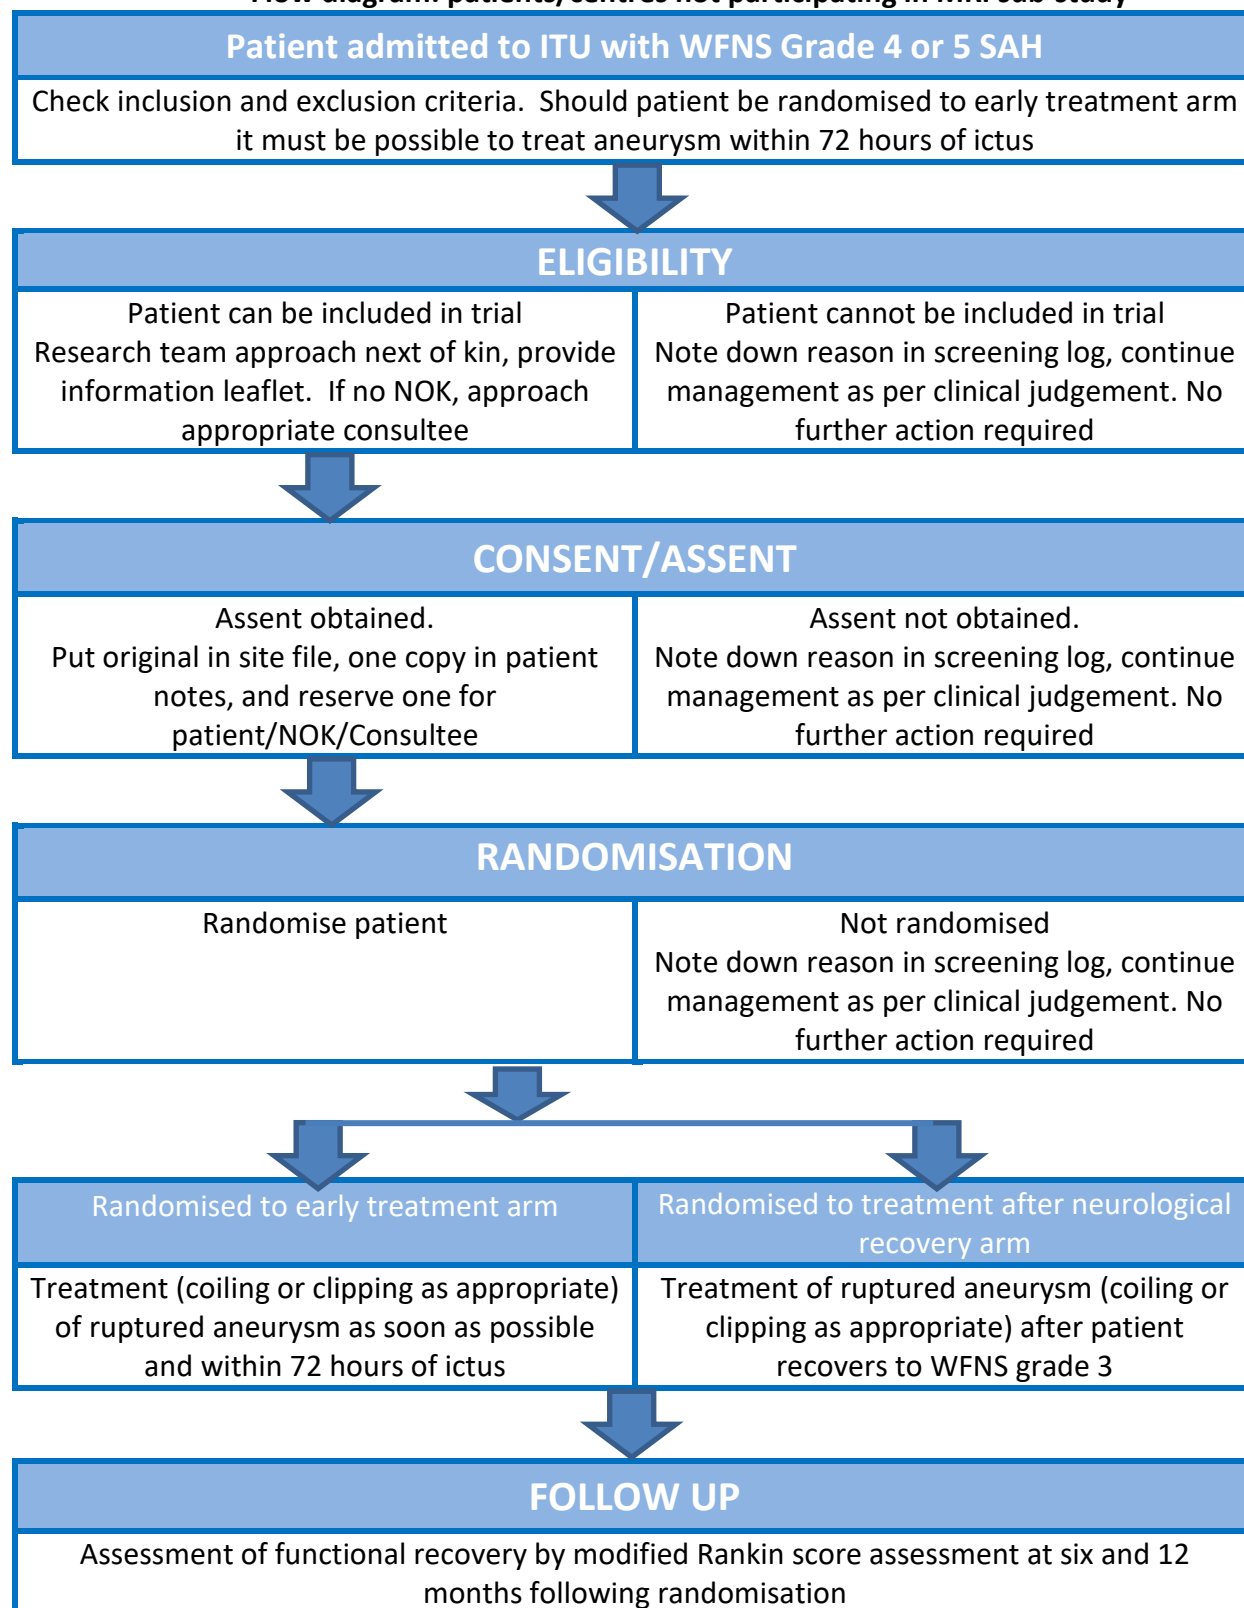 Flow diagram: patients/centres not participating in MRI sub-study
Patient admitted to ITU with WFNS Grade 4 or 5 SAH
Check inclusion and exclusion criteria.  Should patient be randomised to early treatment arm
it must be possible to treat aneurysm within 72 hours of ictus
ELIGIBILITY
Patient can be included in trial
Research team approach next of kin, provide
information leaflet.  If no NOK, approach
appropriate consultee
Patient cannot be included in trial
Note down reason in screening log, continue
management as per clinical judgement. No
further action required
CONSENT/ASSENT
Assent obtained.
Put original in site file, one copy in patient
notes, and reserve one for
patient/NOK/Consultee
Assent not obtained.
Note down reason in screening log, continue
management as per clinical judgement. No
further action required
RANDOMISATION
Randomise patient
Not randomised
Note down reason in screening log, continue
management as per clinical judgement. No
further action required
Randomised to early treatment arm
Randomised to treatment after neurological
recovery arm
Treatment (coiling or clipping as appropriate)
of ruptured aneurysm as soon as possible
and within 72 hours of ictus
Treatment of ruptured aneurysm (coiling or
clipping as appropriate) after patient
recovers to WFNS grade 3
FOLLOW UP
Assessment of functional recovery by modified Rankin score assessment at six and 12
months following randomisation